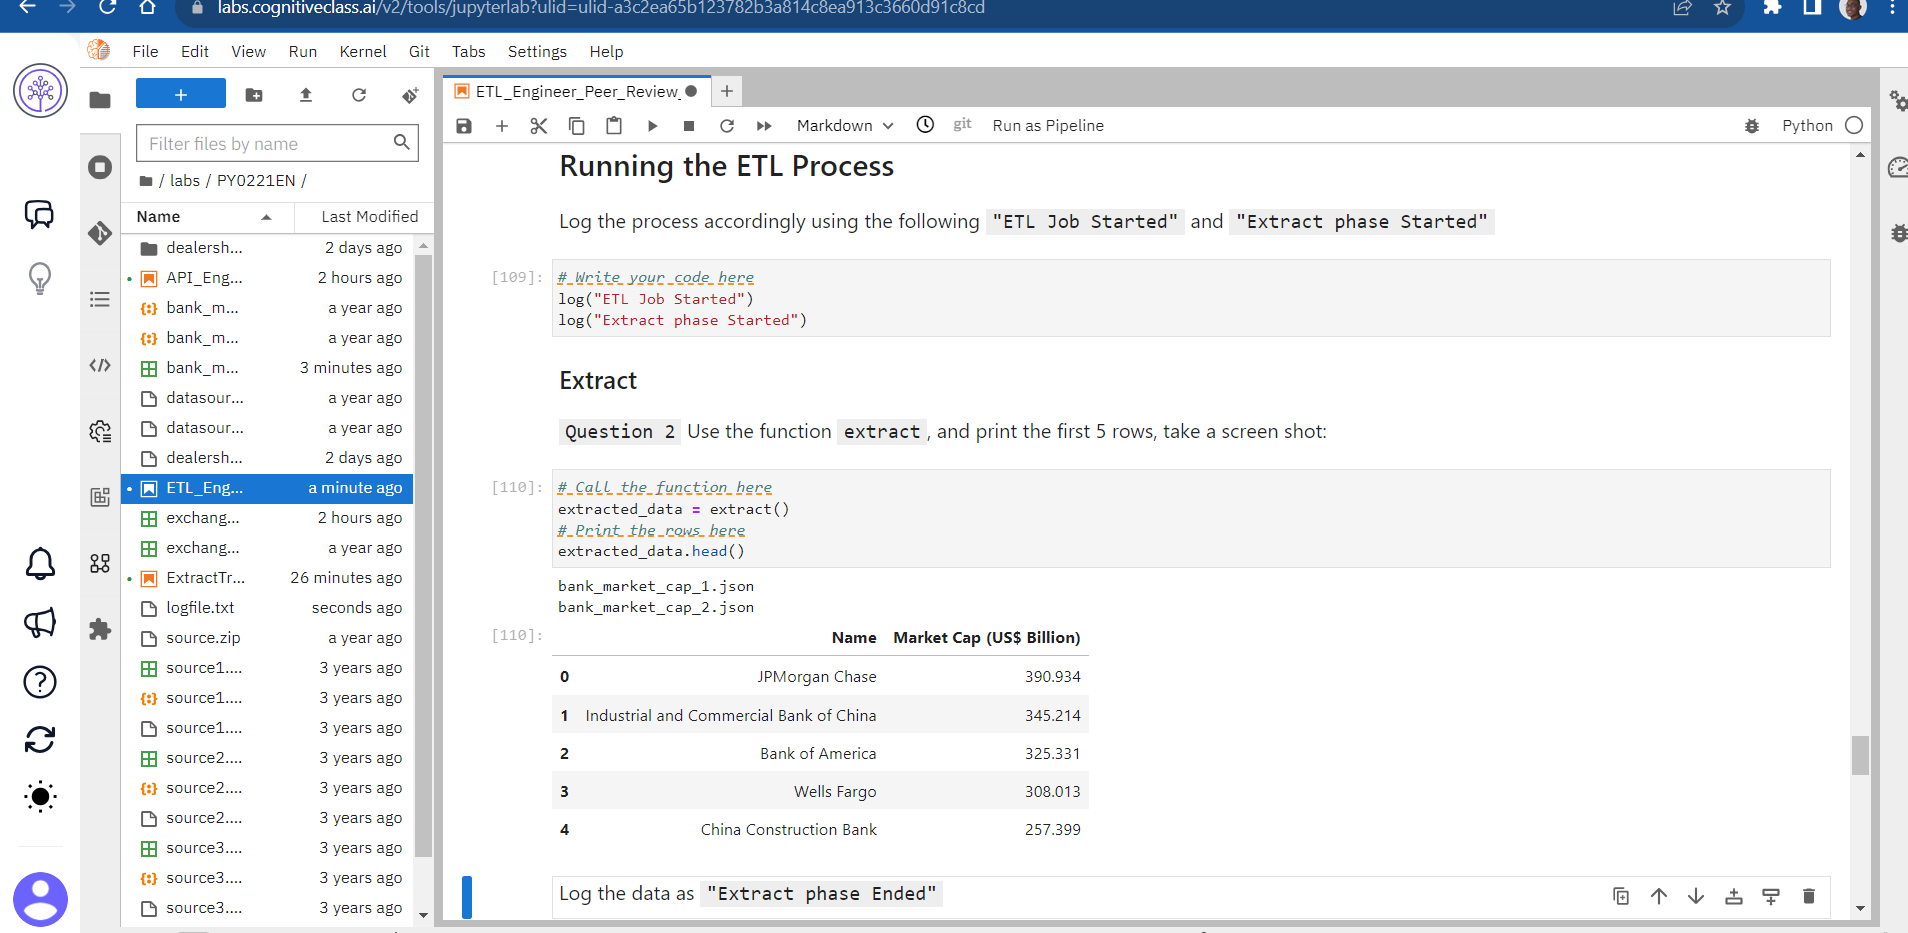 labs.cognitiveclass.ai/v2/tools/jupyterlab?ulid=ulid-a3c2ea65b123782b3a814c8ea913c3660d91c8cd
File Edit View Run Kernel Git Tabs Settings Help
+
ETL_Engineer_Peer_Review_
+
Filter files by name
Markdown
git
Run as Pipeline
Python
/ labs / PY0221EN /
Name Last Modified
dealersh... 2 days ago
API_Eng... 2 hours ago
bank_m... a year ago
bank_m... a year ago
bank_m... 3 minutes ago
datasour... a year ago
datasour... a year ago
dealersh... 2 days ago
ETL_Eng... a minute ago
exchang... 2 hours ago
exchang... a year ago
ExtractTr... 26 minutes ago
logfile.txt seconds ago
source.zip a year ago
source1.... 3 years ago
source1.... 3 years ago
source1.... 3 years ago
source2.... 3 years ago
source2.... 3 years ago
source2.... 3 years ago
source3.... 3 years ago
source3.... 3 years ago
source3.... 3 years ago
Running the ETL Process
Log the process accordingly using the following "ETL Job Started" and "Extract phase Started"
[109]: # Write your code here
log("ETL Job Started")
log("Extract phase Started")
Extract
Question 2 Use the function extract, and print the first 5 rows, take a screen shot:
[110]: # Call the function here
extracted_data = extract()
# Print the rows here
extracted_data.head()
bank_market_cap_1.json
bank_market_cap_2.json
[110]: Name Market Cap (US$ Billion)
0 JPMorgan Chase 390.934
1 Industrial and Commercial Bank of China 345.214
2 Bank of America 325.331
3 Wells Fargo 308.013
4 China Construction Bank 257.399
Log the data as "Extract phase Ended"